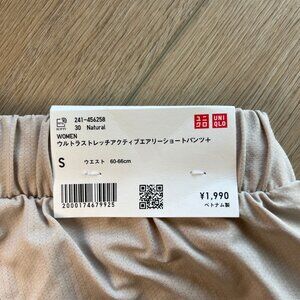 241-456258
30 Natural
ユニ クロ
UNI QLO
WOMEN
ウルトラストレッチアクティブエアリーショートパンツ+
S ウエスト 60-66cm
2000174679925
¥1,990
ベトナム製